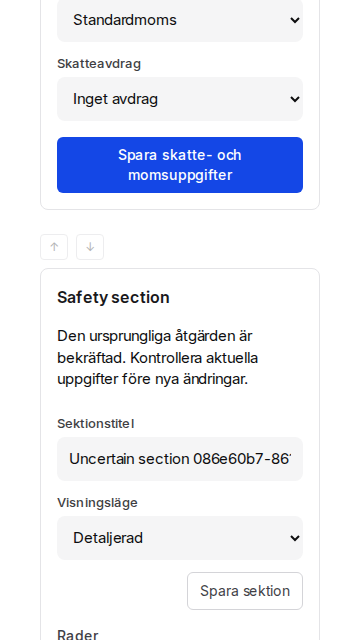 Standardmoms
Skatteavdrag
Inget avdrag
Spara skatte- och
momsuppgifter
↑ ↓
Safety section
Den ursprungliga åtgärden är
bekräftad. Kontrollera aktuella
uppgifter före nya ändringar.
Sektionstitel
Uncertain section 086e60b7-86
Visningsläge
Detaljerad
Spara sektion
Rader